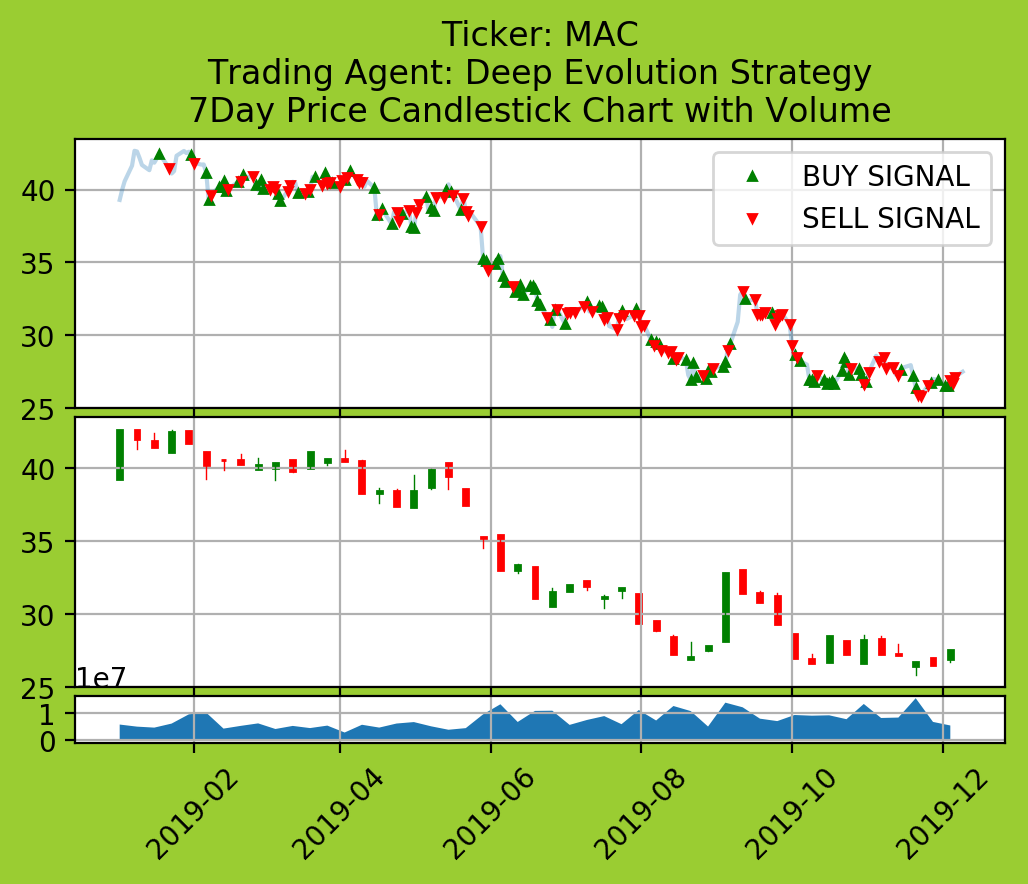 Ticker: MAC
Trading Agent: Deep Evolution Strategy
7Day Price Candlestick Chart with Volume
BUY SIGNAL
SELL SIGNAL
40
35
30
25
40
35
30
25
1e7
1
0
2019-02
2019-04
2019-06
2019-08
2019-10
2019-12